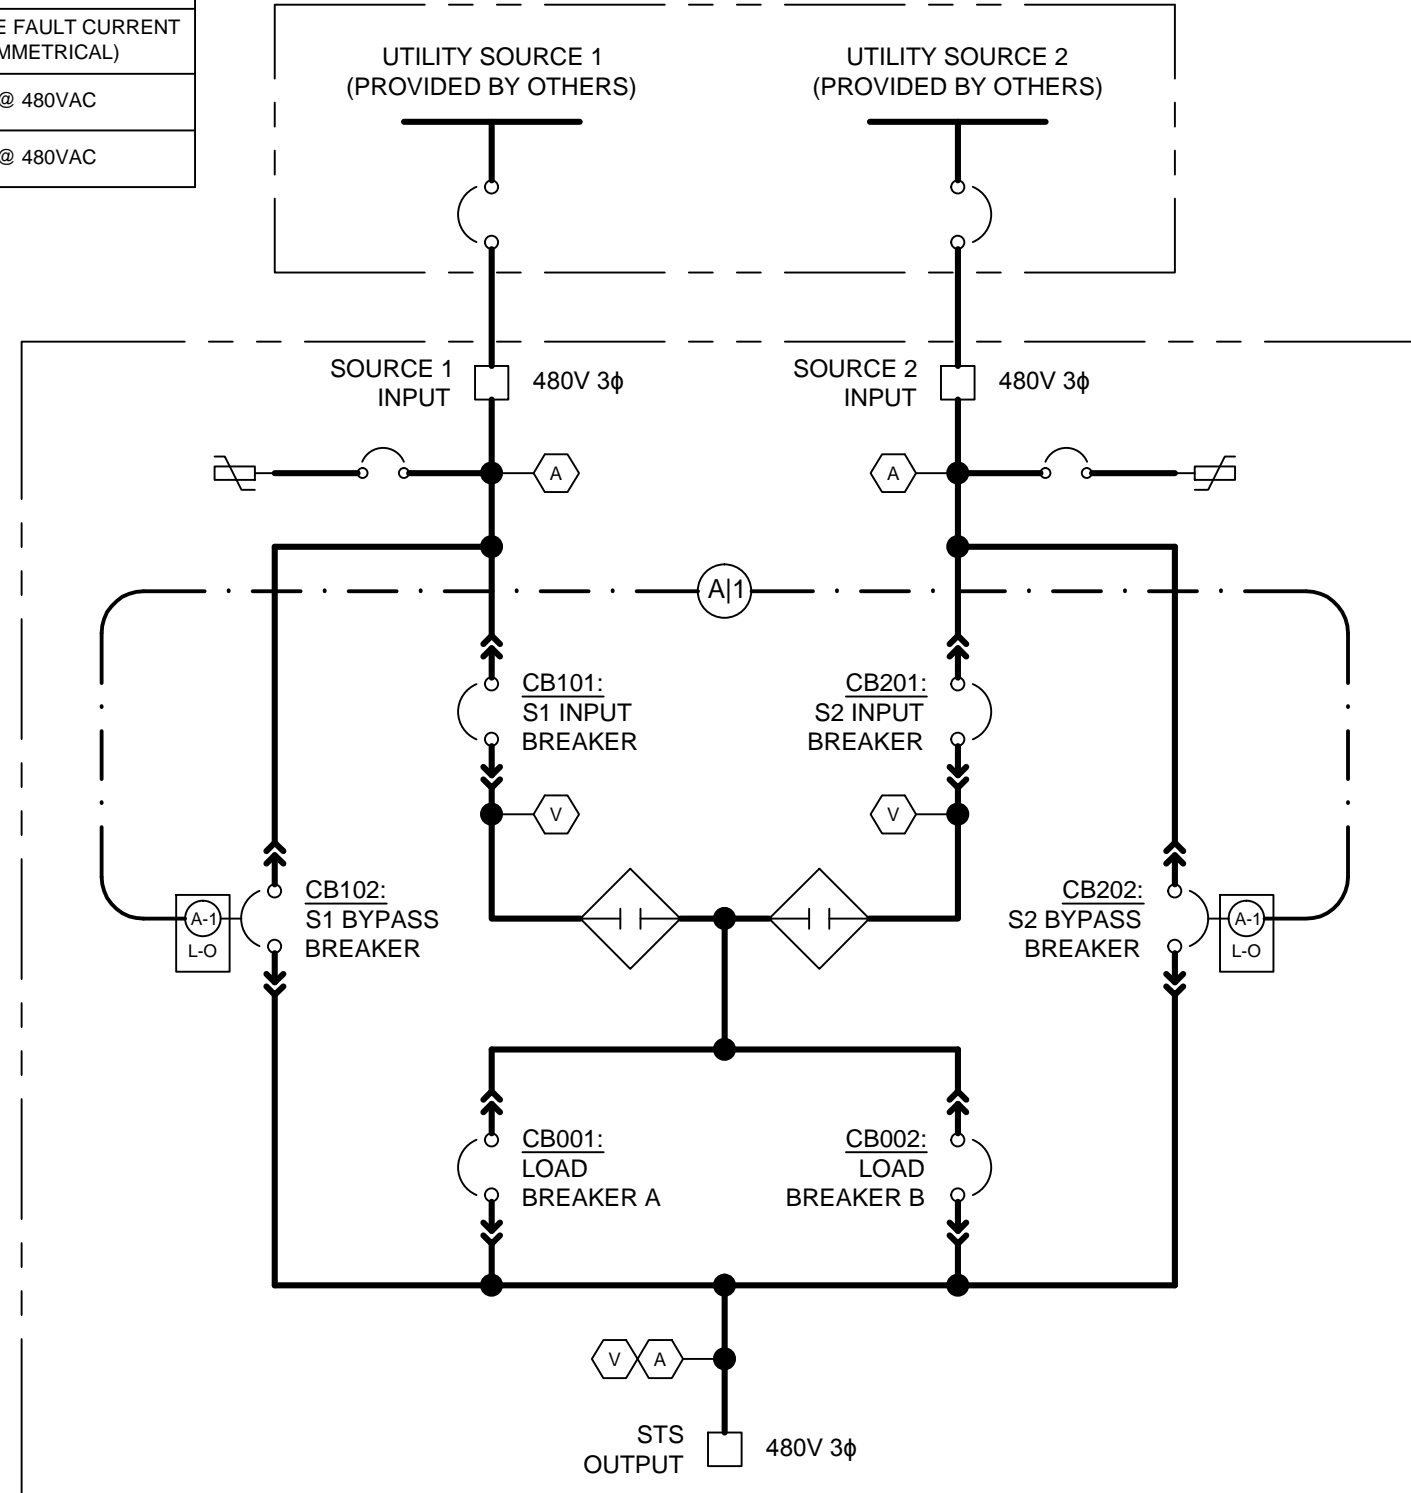 FAULT CURRENT
@ 480VAC
@ 480VAC
UTILITY SOURCE 1
(PROVIDED BY OTHERS)
UTILITY SOURCE 2
(PROVIDED BY OTHERS)
SOURCE 1
INPUT
480V 3ϕ
SOURCE 2
INPUT
480V 3ϕ
A
A
A|1
CB101:
S1 INPUT
BREAKER
CB201:
S2 INPUT
BREAKER
V
V
A-1
L-O
CB102:
S1 BYPASS
BREAKER
CB202:
S2 BYPASS
BREAKER
A-1
L-O
CB001:
LOAD
BREAKER A
CB002:
LOAD
BREAKER B
V
A
STS
OUTPUT
480V 3ϕ